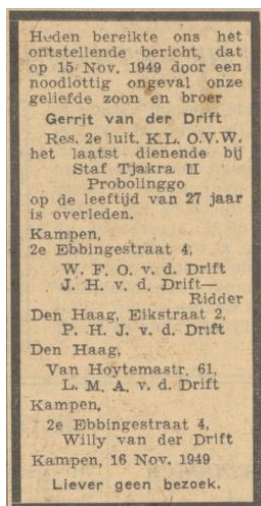 Heden bereikte ons het
ontstellende bericht, dat
op 15 Nov. 1949 door een
noodlottig ongeval onze
geliefde zoon en broer
Gerrit van der Drift
Res. 2e luit. K.L. O.V.W.
het laatst dienende bij
Staf Tjakra II
Probolinggo
op de leeftijd van 27 jaar
is overleden.
Kampen,
2e Ebbingestraat 4,
W. F. O. v. d. Drift
J. H. v. d. Drift—
Ridder
Den Haag, Eikstraat 2,
P. H. J. v. d. Drift
Den Haag,
Van Hoytemastr. 61,
L. M. A. v. d. Drift
Kampen,
2e Ebbingestraat 4,
Willy van der Drift
Kampen, 16 Nov. 1949
Liever geen bezoek.